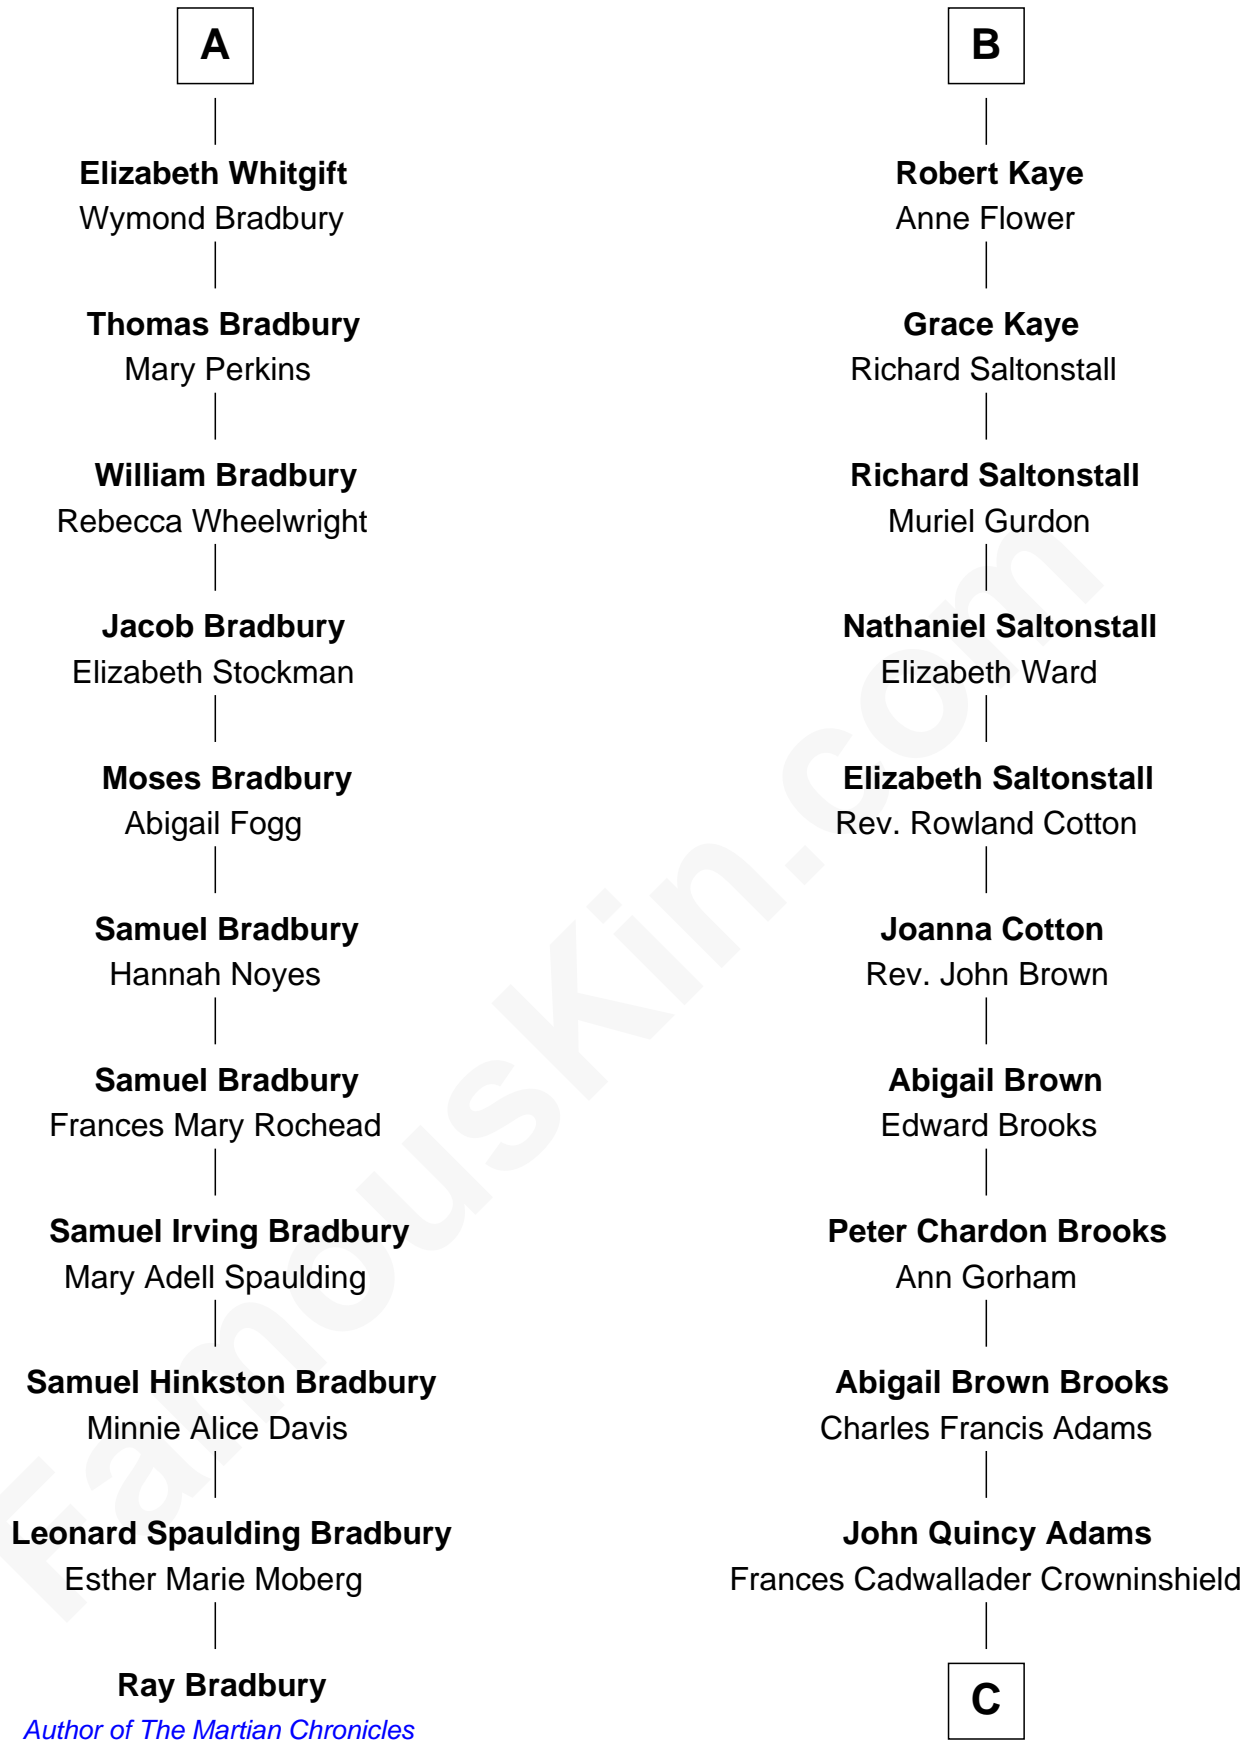 A
Elizabeth Whitgift
Wymond Bradbury
Thomas Bradbury
Mary Perkins
William Bradbury
Rebecca Wheelwright
Jacob Bradbury
Elizabeth Stockman
Moses Bradbury
Abigail Fogg
Samuel Bradbury
Hannah Noyes
Samuel Bradbury
Frances Mary Rochead
Samuel Irving Bradbury
Mary Adell Spaulding
Samuel Hinkston Bradbury
Minnie Alice Davis
Leonard Spaulding Bradbury
Esther Marie Moberg
Ray Bradbury
Author of The Martian Chronicles
B
Robert Kaye
Anne Flower
Grace Kaye
Richard Saltonstall
Richard Saltonstall
Muriel Gurdon
Nathaniel Saltonstall
Elizabeth Ward
Elizabeth Saltonstall
Rev. Rowland Cotton
Joanna Cotton
Rev. John Brown
Abigail Brown
Edward Brooks
Peter Chardon Brooks
Ann Gorham
Abigail Brown Brooks
Charles Francis Adams
John Quincy Adams
Frances Cadwallader Crowninshield
C
FamousKin.com